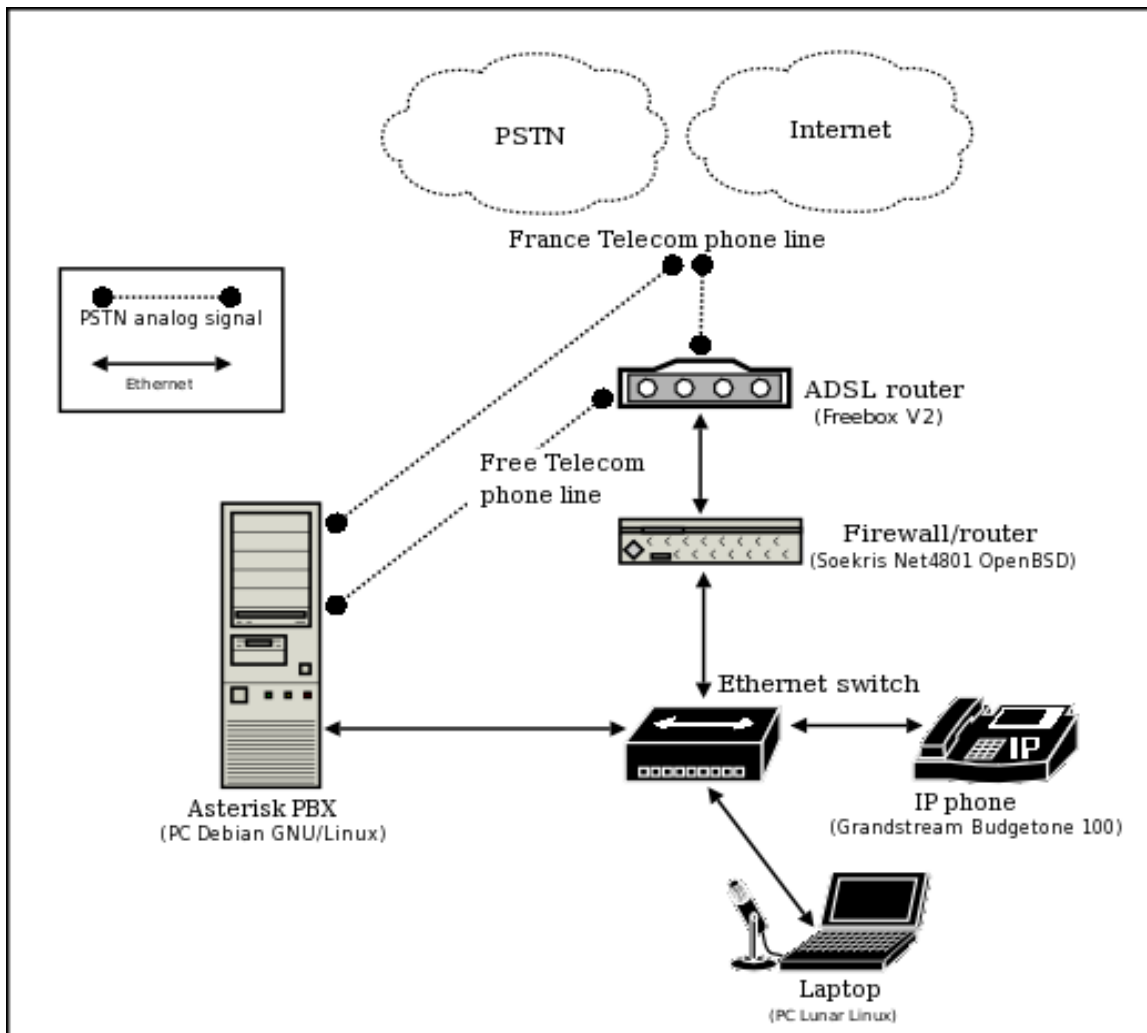 PSTN
Internet
France Telecom phone line
PSTN analog signal
Ethernet
ADSL router
(Freebox V2)
Free Telecom
phone line
Firewall/router
(Soekris Net4801 OpenBSD)
Ethernet switch
IP
Asterisk PBX
(PC Debian GNU/Linux)
IP phone
(Grandstream Budgetone 100)
Laptop
(PC Lunar Linux)